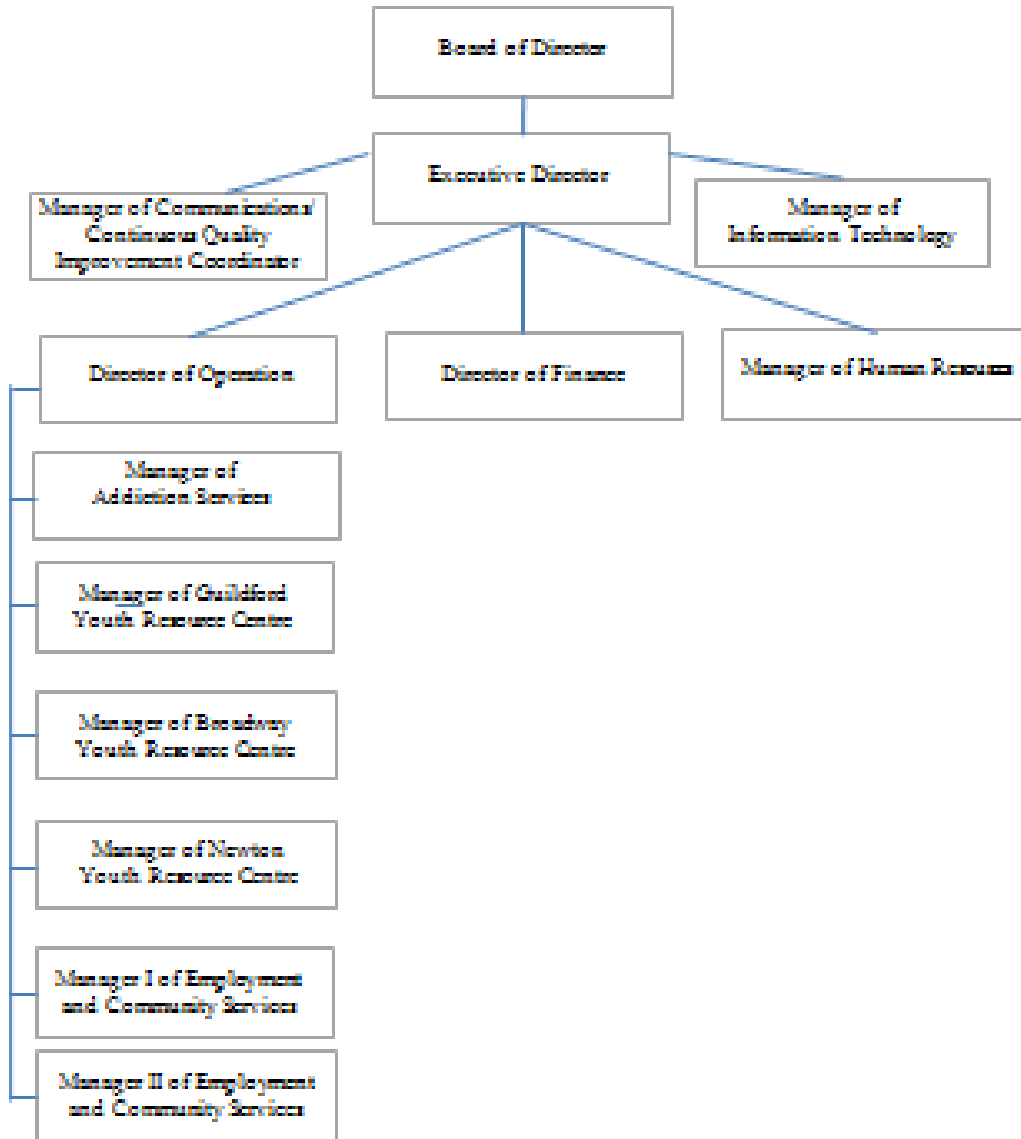 Board of Director
Executive Director
Manager of Communications/
Continuous Quality
Improvement Coordinator
Manager of
Information Technology
Director of Operation
Director of Finance
Manager of Human Resource
Manager of
Addiction Services
Manager of Guildford
Youth Resource Centre
Manager of Broadway
Youth Resource Centre
Manager of Newton
Youth Resource Centre
Manager I of Employment
and Community Services
Manager II of Employment
and Community Services